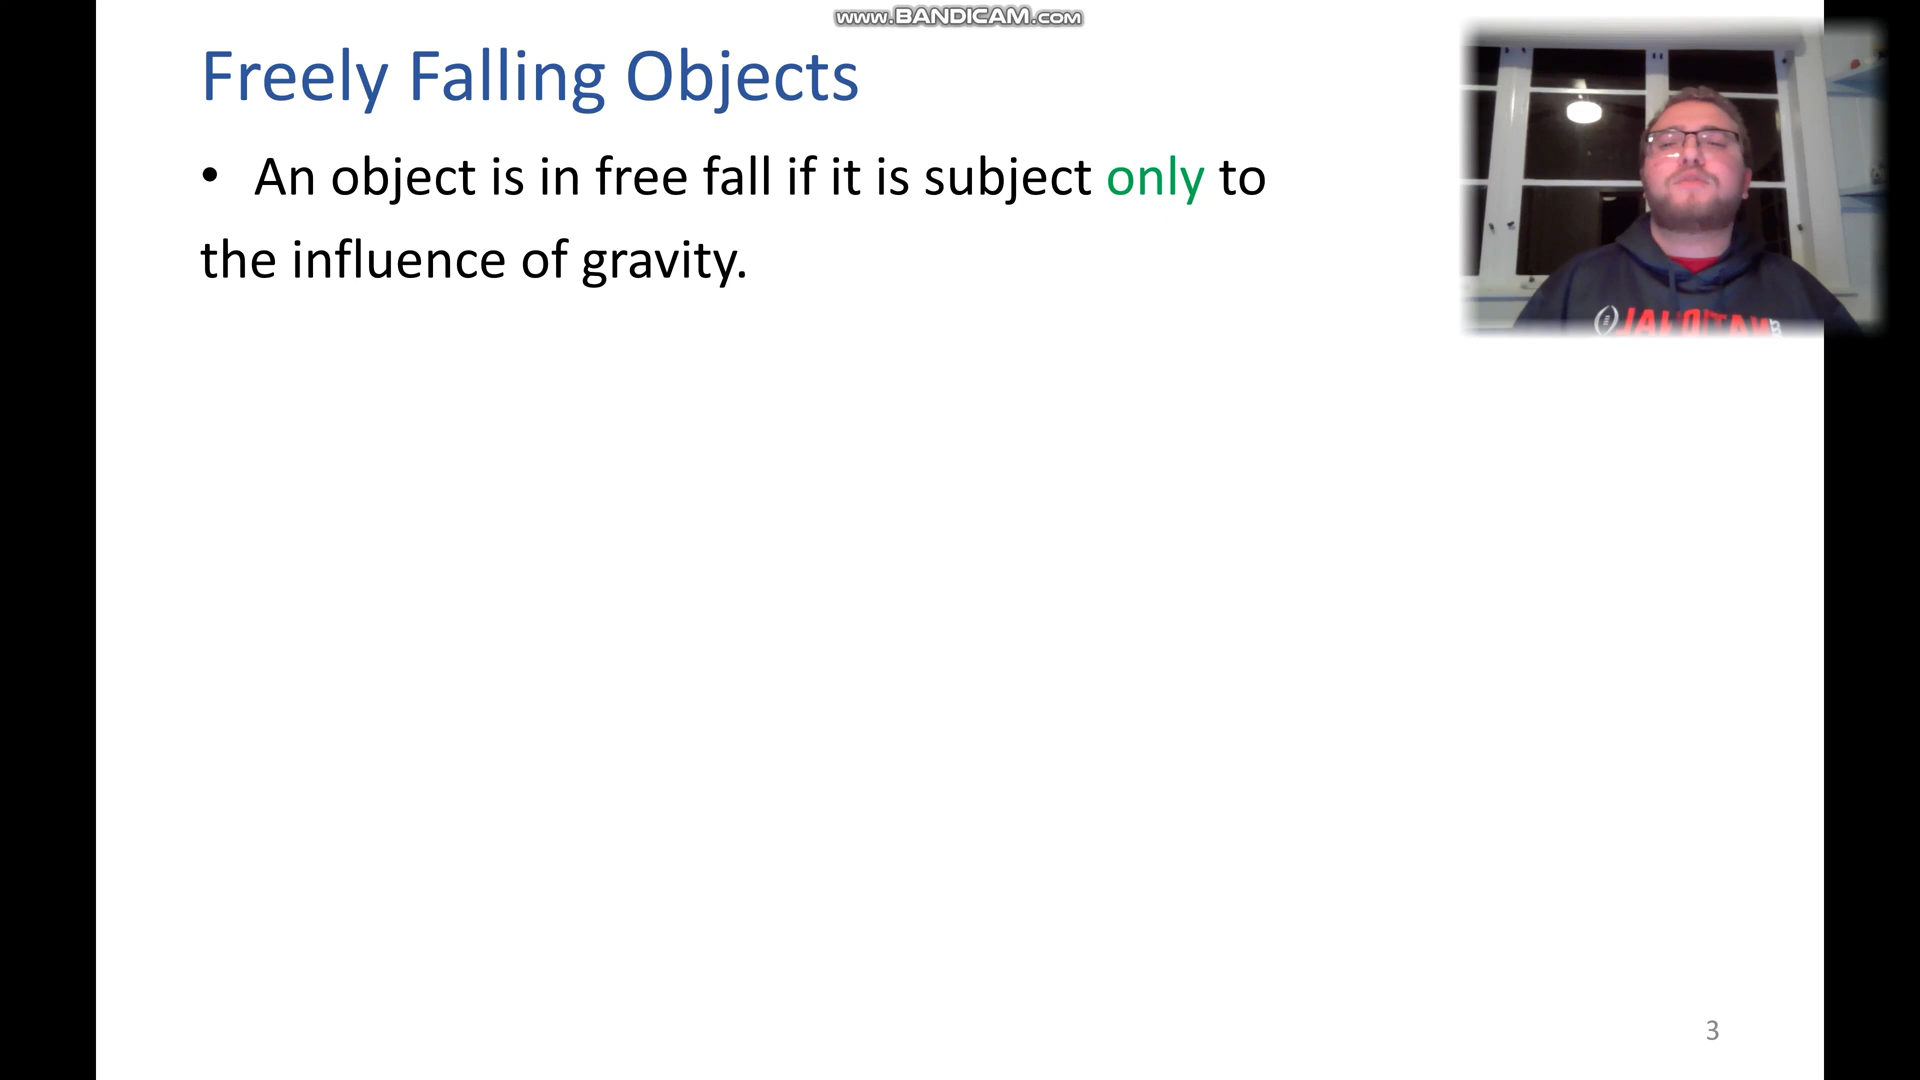 www.BANDICAM.com
Freely Falling Objects
• An object is in free fall if it is subject only to
the influence of gravity.
NATIONAL
3